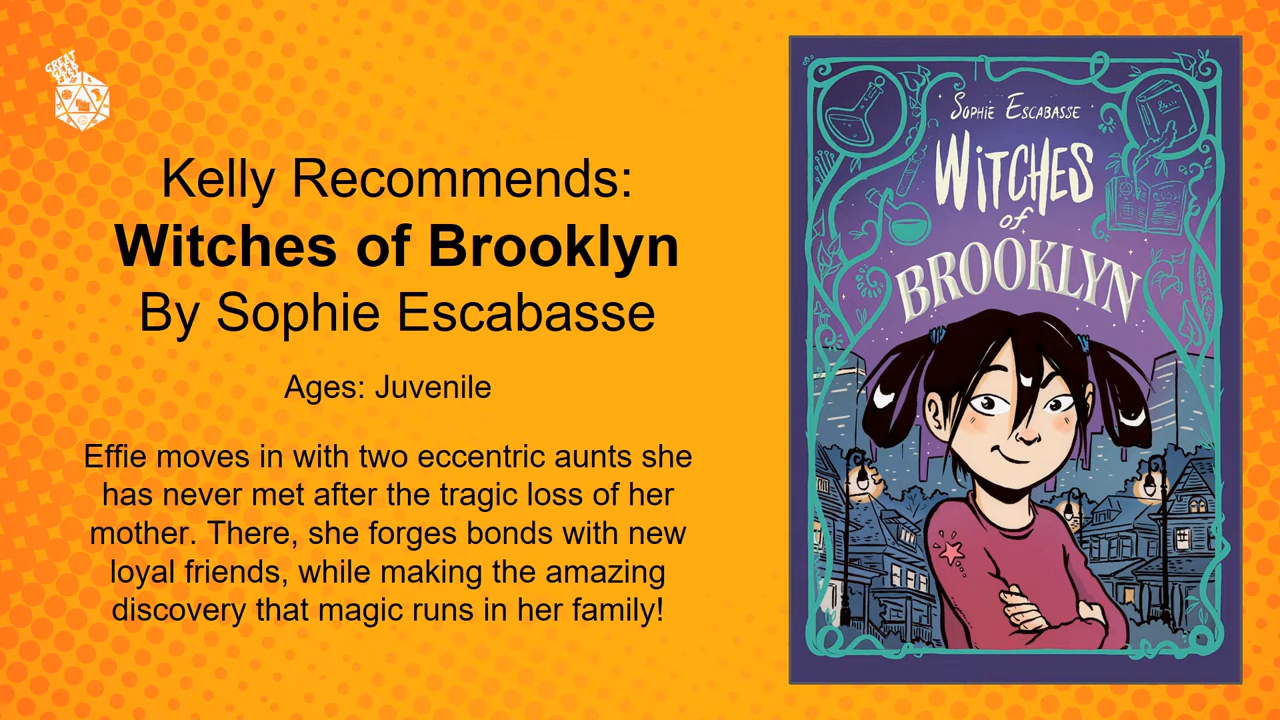 GREAT
GEEK
Kelly Recommends:
Witches of Brooklyn
By Sophie Escabasse
Ages: Juvenile
Effie moves in with two eccentric aunts she
has never met after the tragic loss of her
mother. There, she forges bonds with new
loyal friends, while making the amazing
discovery that magic runs in her family!
SOPHIE ESCABASSE
WiTCHES
of
BROOKLYN